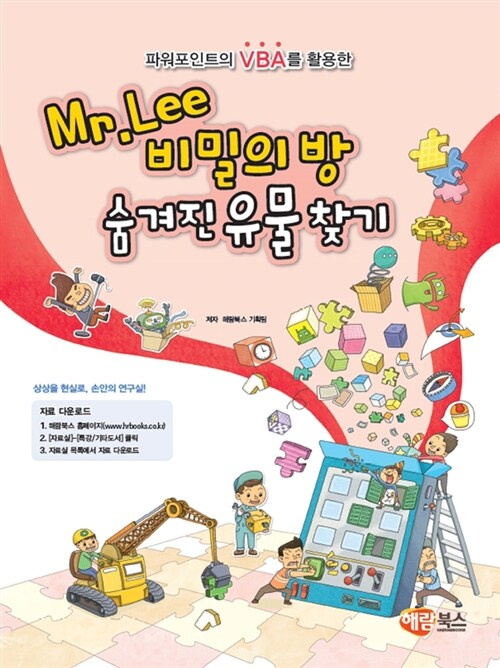 파워포인트의 VBA를 활용한
Mr.Lee
비밀의 방
숨겨진 유물 찾기
저자 해람북스 기획팀
상상을 현실로, 손안의 연구실!
자료 다운로드
1. 해람북스 홈페이지(www.hrbooks.co.kr)
2. [자료실]-[특강/기타도서] 클릭
3. 자료실 목록에서 자료 다운로드
해람북스